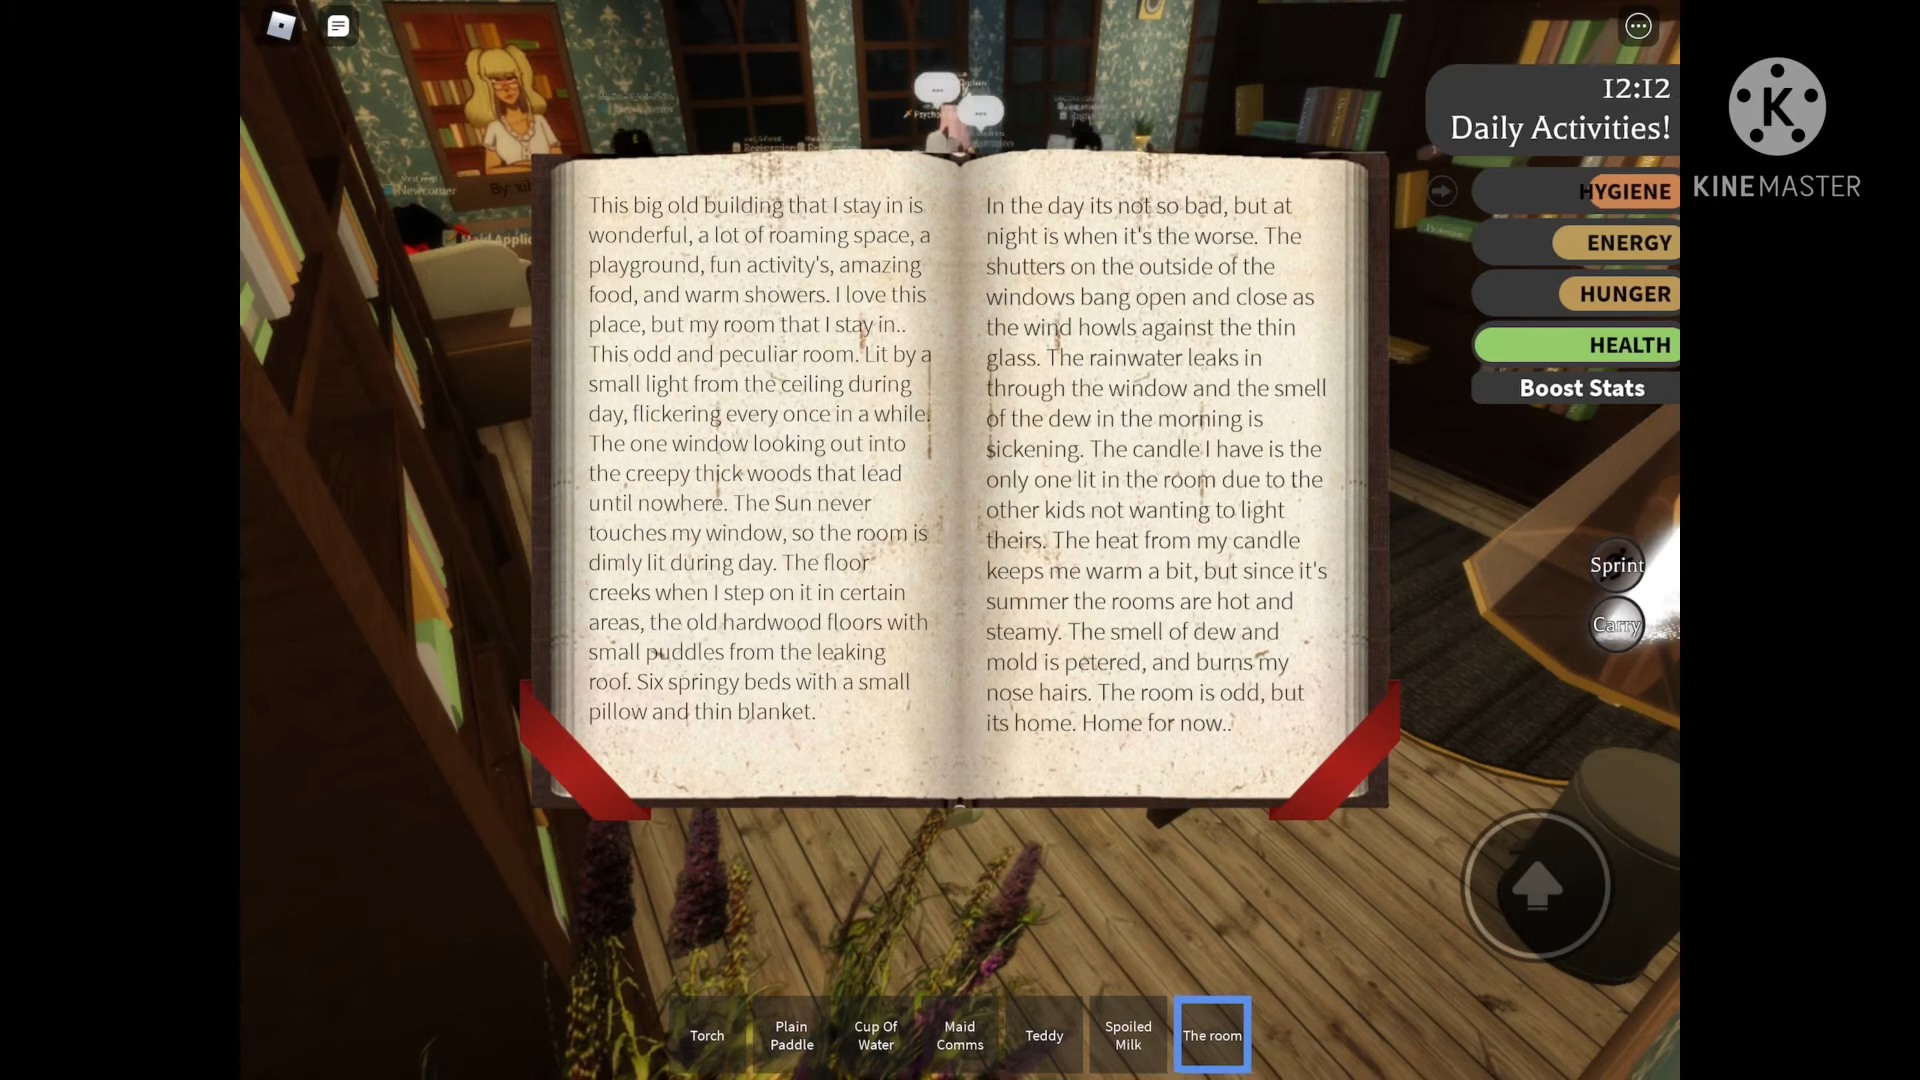 12:12
Daily Activities!
KINEMASTER
HYGIENE
ENERGY
HUNGER
HEALTH
Boost Stats
Newcomer
By:
Maid
Registration
This big old building that I stay in is
wonderful, a lot of roaming space, a
playground, fun activity's, amazing
food, and warm showers. I love this
place, but my room that I stay in..
This odd and peculiar room. Lit by a
small light from the ceiling during
day, flickering every once in a while.
The one window looking out into
the creepy thick woods that lead
until nowhere. The Sun never
touches my window, so the room is
dimly lit during day. The floor
creeks when I step on it in certain
areas, the old hardwood floors with
small puddles from the leaking
roof. Six springy beds with a small
pillow and thin blanket.
In the day its not so bad, but at
night is when it's the worse. The
shutters on the outside of the
windows bang open and close as
the wind howls against the thin
glass. The rainwater leaks in
through the window and the smell
of the dew in the morning is
sickening. The candle I have is the
only one lit in the room due to the
other kids not wanting to light
theirs. The heat from my candle
keeps me warm a bit, but since it's
summer the rooms are hot and
steamy. The smell of dew and
mold is petered, and burns my
nose hairs. The room is odd, but
its home. Home for now..
Sprint
Carry
Torch
Plain
Paddle
Cup Of
Water
Maid
Comms
Teddy
Spoiled
Milk
The room